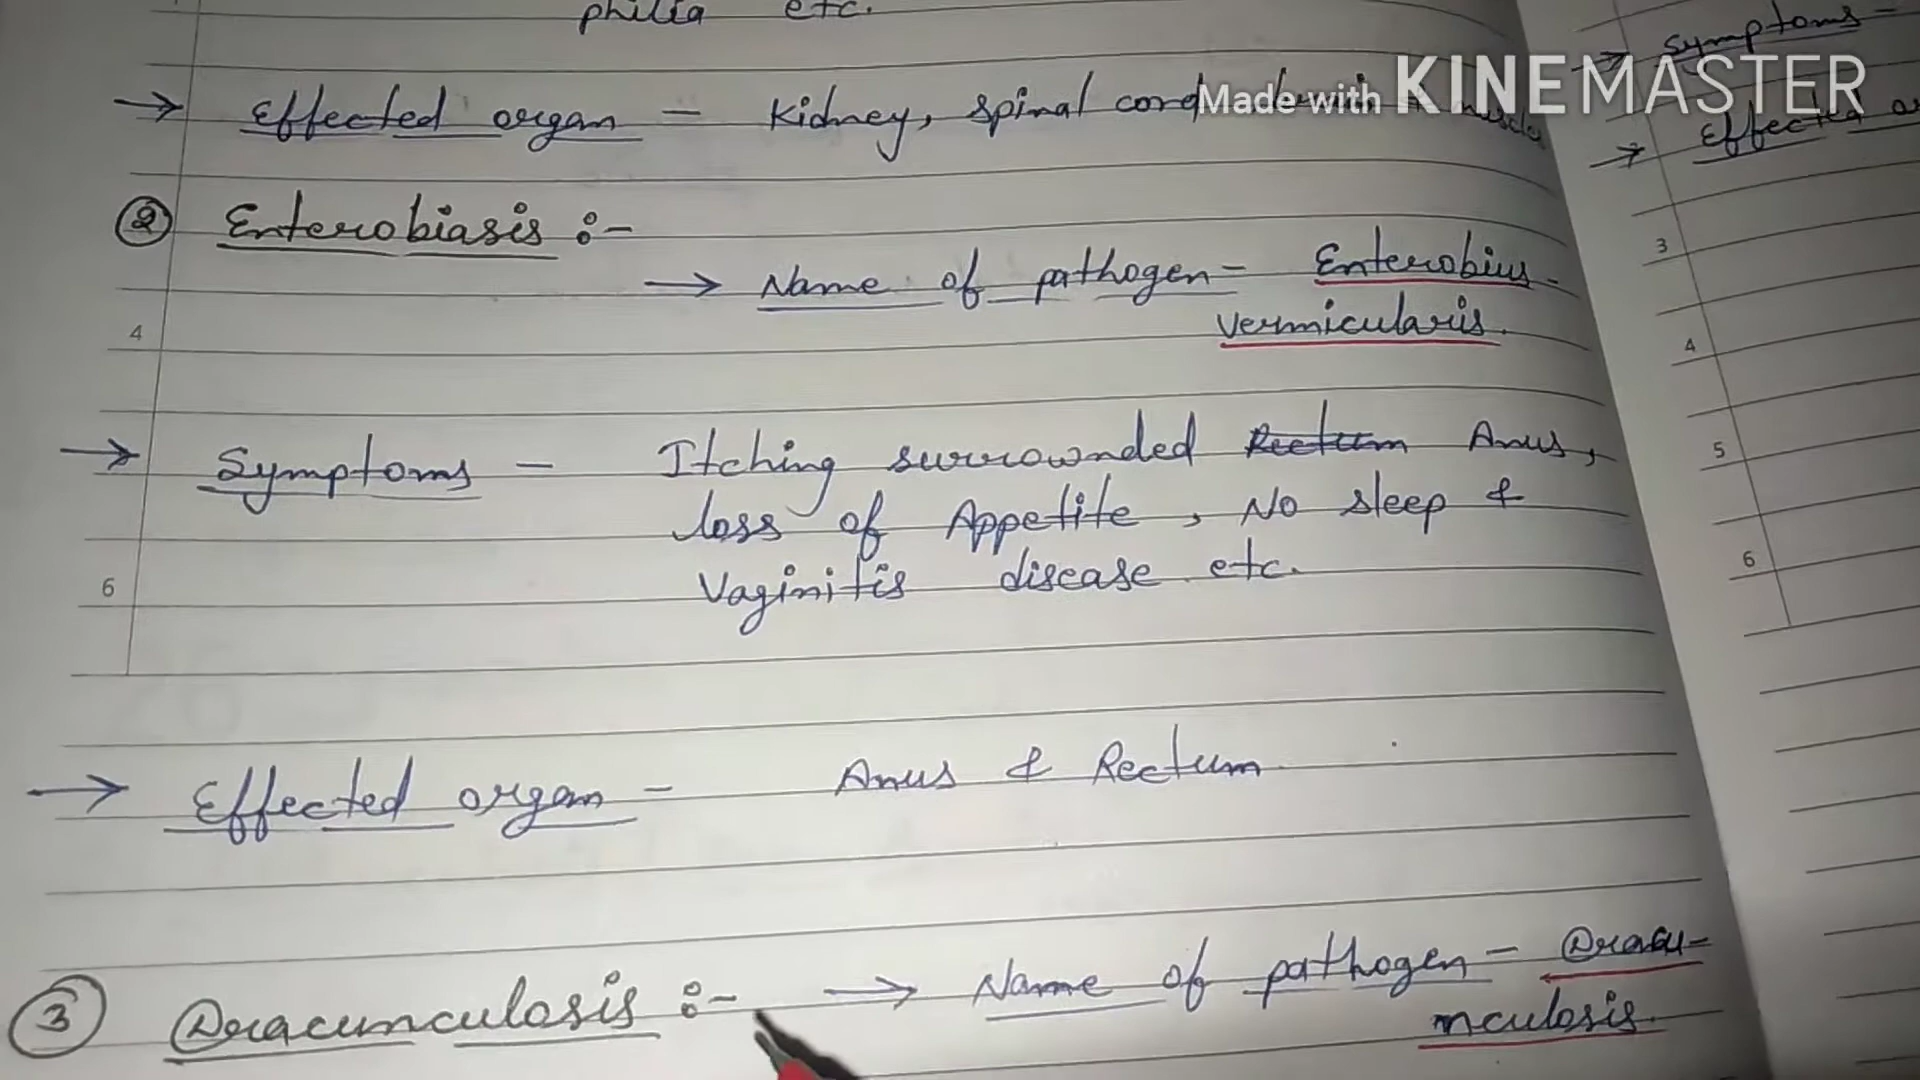 philia etc.
→ Effected organ - Kidney, spinal cord
Made with KINEMASTER
② Enterobiasis :-
→ Name of pathogen - Enterobius
vermicularis.
4
→ Symptoms - Itching surrownded Rectum Anus,
loss of Appetite, No sleep &
Vaginitis disease etc.
6
→ Effected organ - Anus & Rectum
③ Dracunculosis :- → Name of pathogen - Dracu-
nculosis.
→ Symptoms -
→ Effected
3
4
5
6